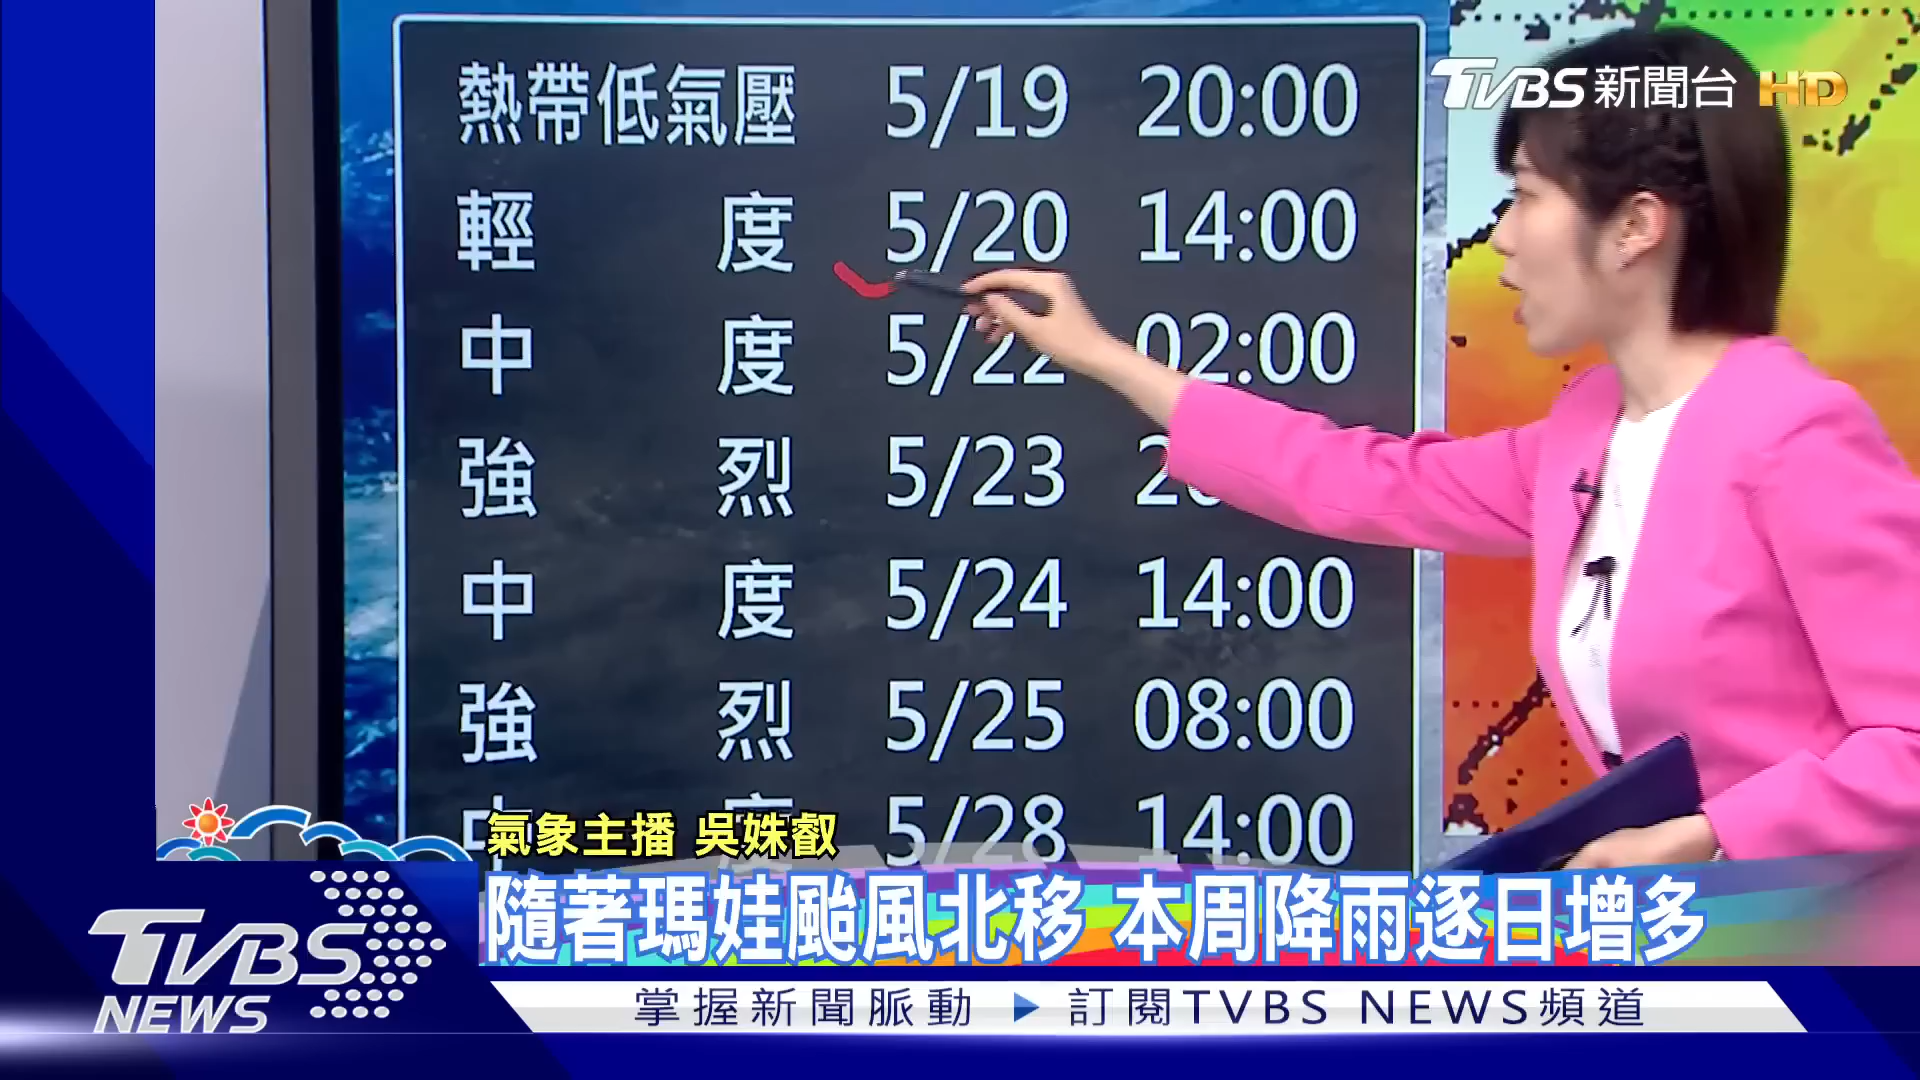 熱帶低氣壓 5/19 20:00
TVBS新聞台 HD
輕度 5/20 14:00
中度 5/22 02:00
強烈 5/23
中度 5/24 14:00
強烈 5/25 08:00
中度 5/28 14:00
氣象主播 吳姝叡
隨著瑪娃颱風北移 本周降雨逐日增多
TVBS NEWS
掌握新聞脈動 ▶ 訂閱TVBS NEWS頻道